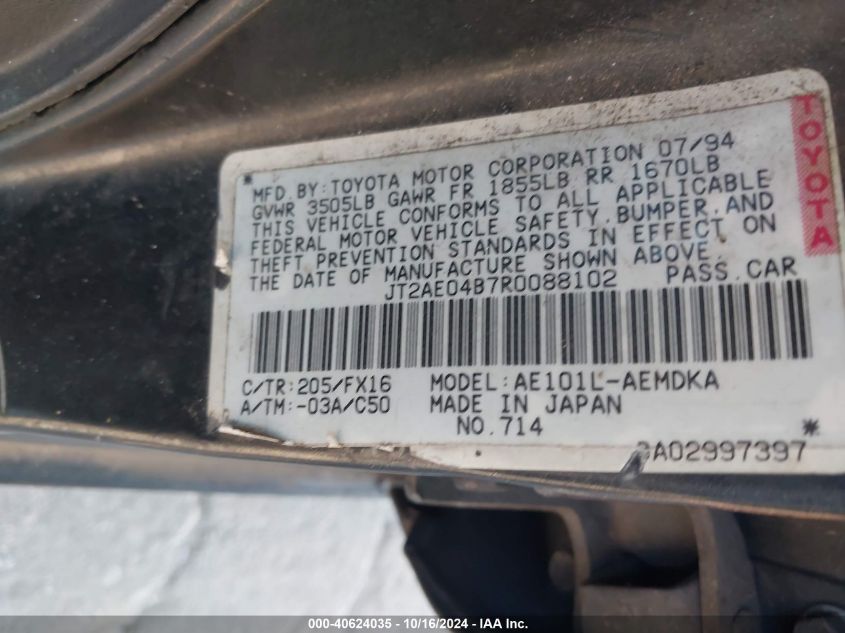 *MFD.BY:TOYOTA MOTOR CORPORATION 07/94
GVWR 3505LB GAWR FR 1855LB RR 1670LB
THIS VEHICLE CONFORMS TO ALL APPLICABLE
FEDERAL MOTOR VEHICLE SAFETY,BUMPER,AND
THEFT PREVENTION STANDARDS IN EFFECT ON
THE DATE OF MANUFACTURE SHOWN ABOVE.
JT2AE04B7R0088102 PASS.CAR
TOYOTA
C/TR:205/FX16 MODEL:AE101L-AEMDKA
A/TM:-03A/C50 MADE IN JAPAN
NO.714 *
A02997397
000-40624035 - 10/16/2024 - IAA Inc.